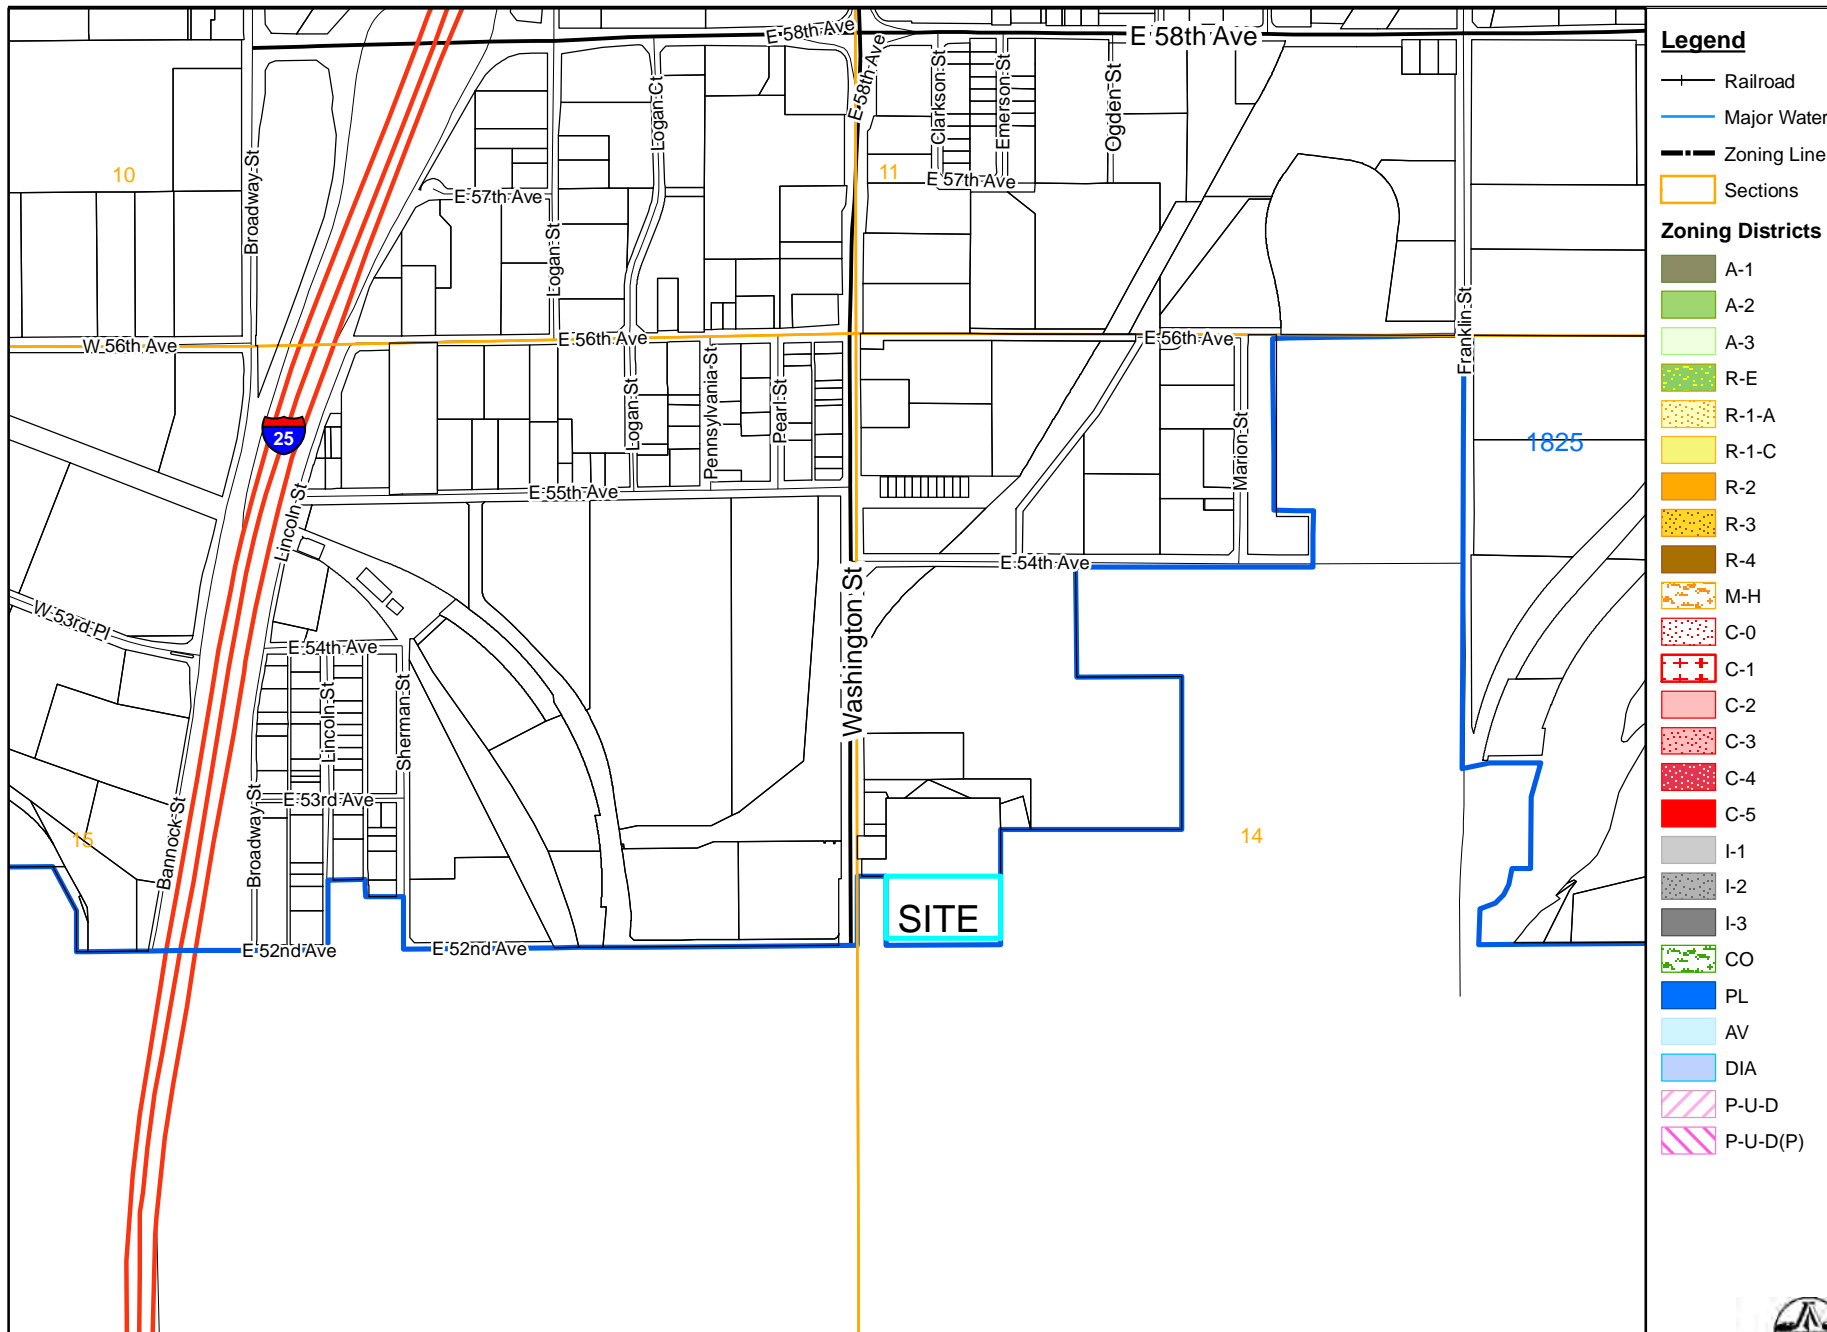 E 58th Ave
E 58th Ave
E 58th Ave
Broadway St
Logan Ct
Clarkson St
Emerson St
Ogden St
10
11
E 57th Ave
E 57th Ave
Logan St
Franklin St
W 56th Ave
E 56th Ave
E 56th Ave
25
Logan St
Pennsylvania St
Pearl St
Marion St
1825
Lincoln St
E 55th Ave
E 54th Ave
Washington St
W 53rd Pl
E 54th Ave
Lincoln St
Sherman St
E 53rd Ave
15
14
Bannock St
Broadway St
SITE
E 52nd Ave
E 52nd Ave
Legend
Railroad
Major Water
Zoning Line
Sections
Zoning Districts
A-1
A-2
A-3
R-E
R-1-A
R-1-C
R-2
R-3
R-4
M-H
C-0
C-1
C-2
C-3
C-4
C-5
I-1
I-2
I-3
CO
PL
AV
DIA
P-U-D
P-U-D(P)